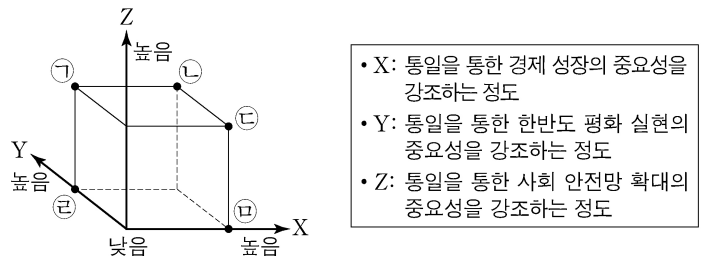 Z
높음
㉠
㉡
㉢
Y
높음
㉣
㉤
X
낮음
높음
• X: 통일을 통한 경제 성장의 중요성을
강조하는 정도
• Y: 통일을 통한 한반도 평화 실현의
중요성을 강조하는 정도
• Z: 통일을 통한 사회 안전망 확대의
중요성을 강조하는 정도